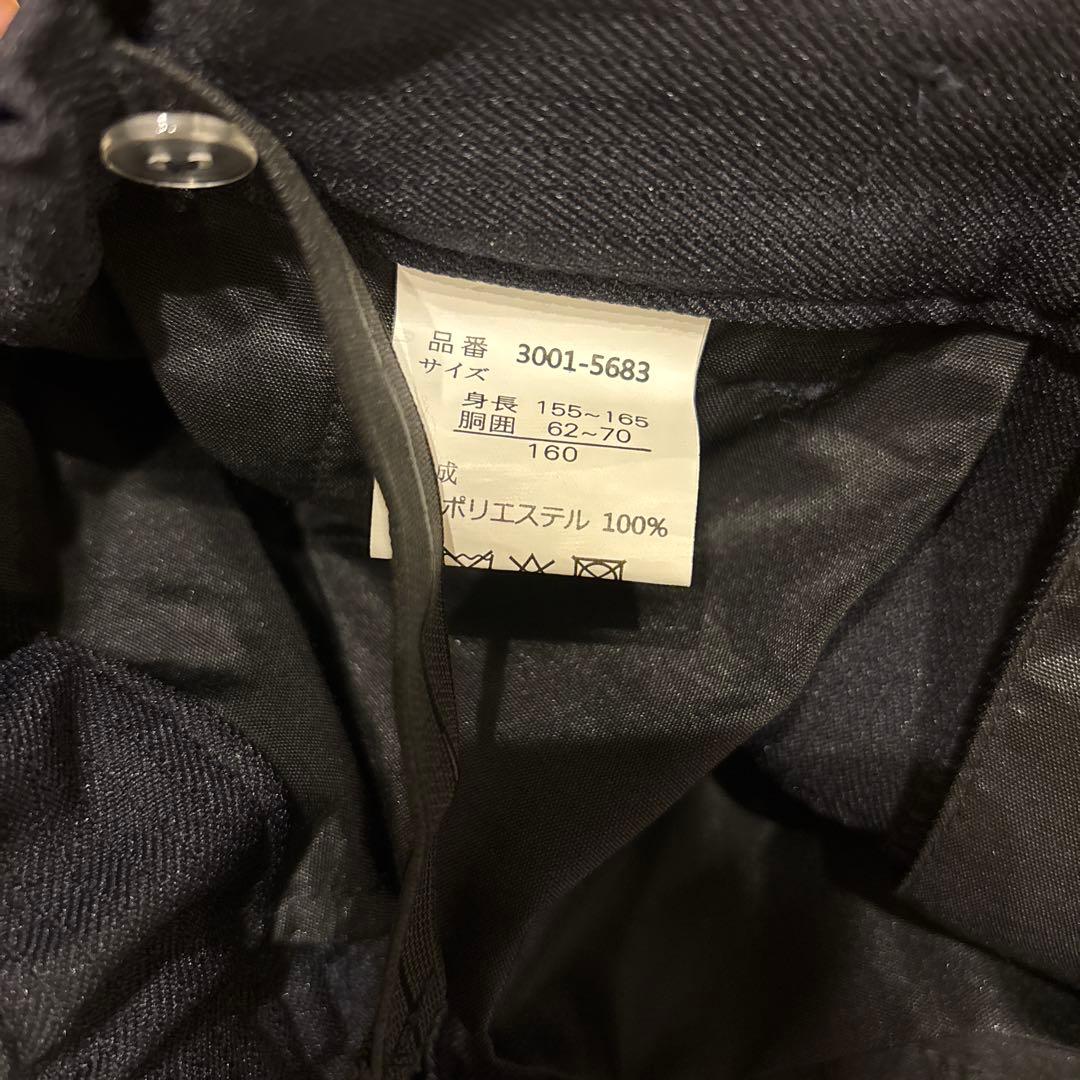 品番 3001-5683
サイズ
身長 155~165
胴囲 62~70
160
成
ポリエステル 100%